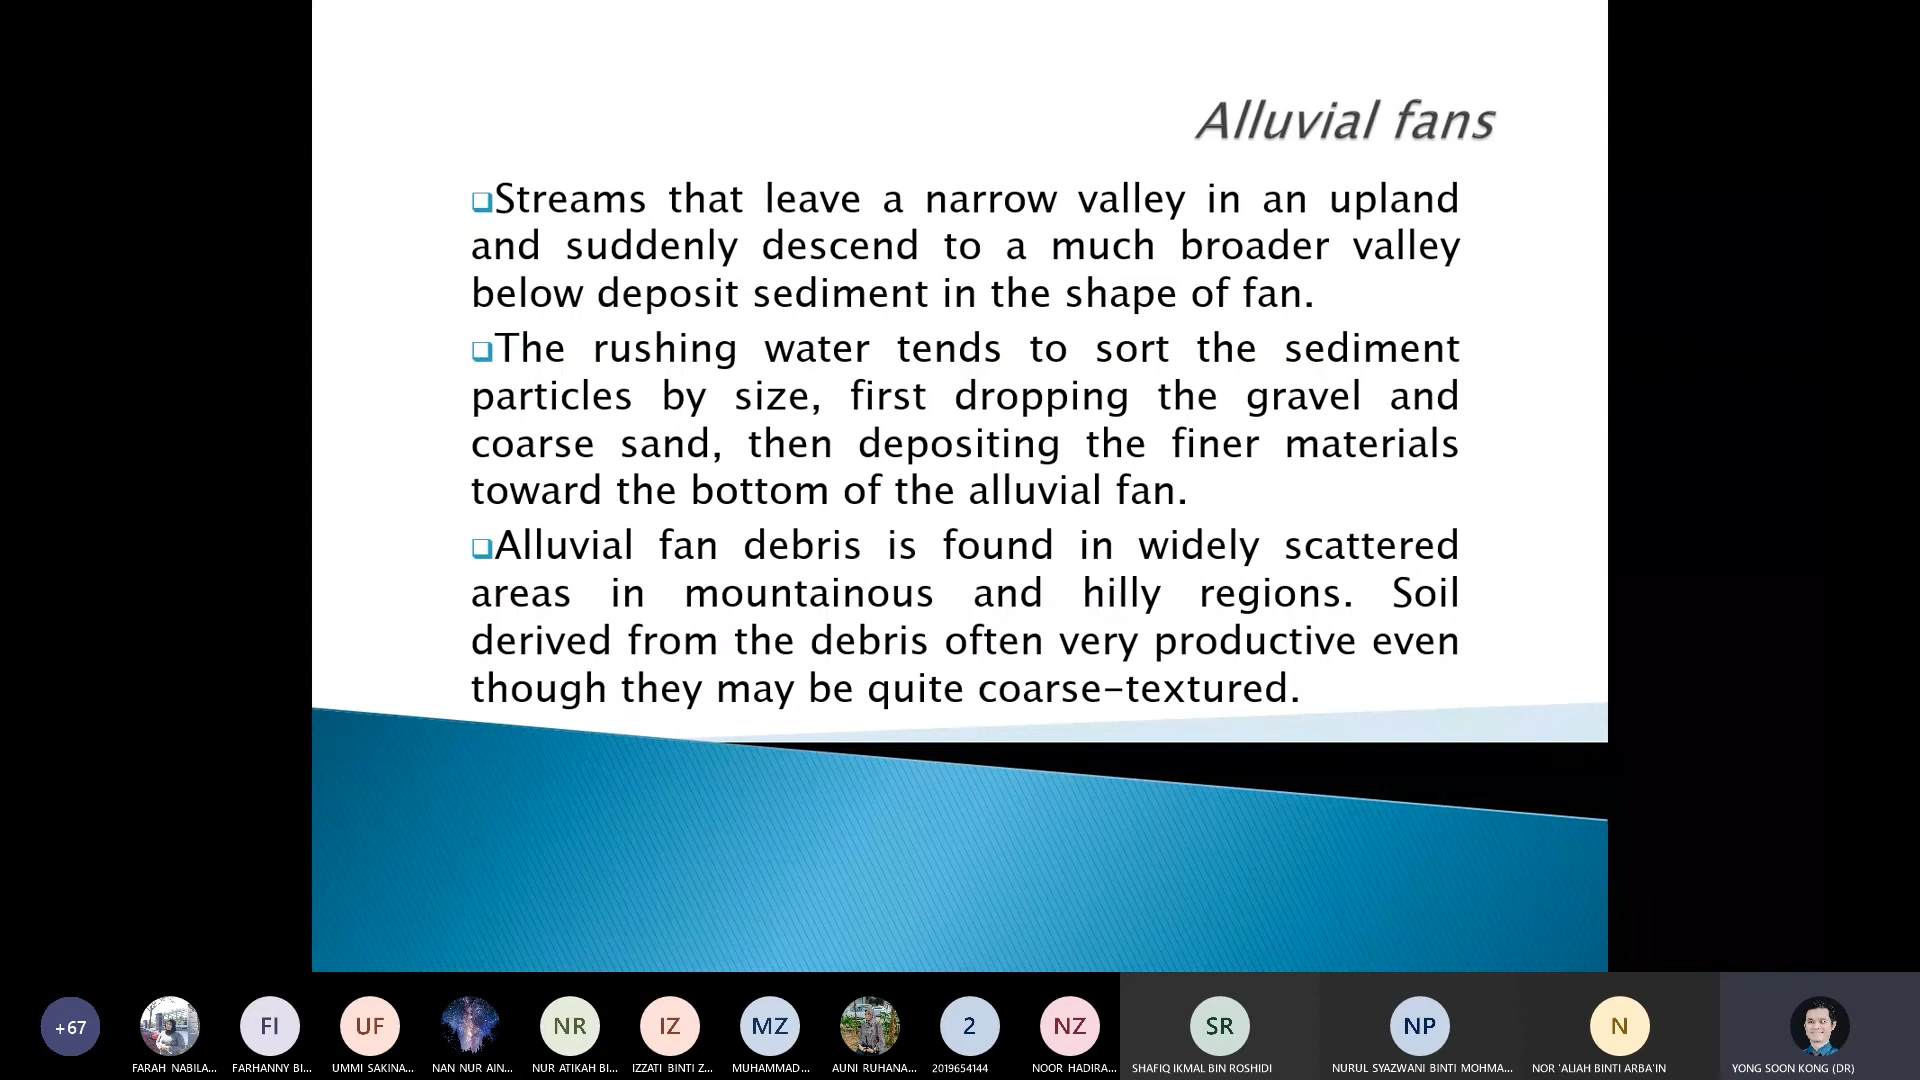 Alluvial fans
❑Streams that leave a narrow valley in an upland
and suddenly descend to a much broader valley
below deposit sediment in the shape of fan.
❑The rushing water tends to sort the sediment
particles by size, first dropping the gravel and
coarse sand, then depositing the finer materials
toward the bottom of the alluvial fan.
❑Alluvial fan debris is found in widely scattered
areas in mountainous and hilly regions. Soil
derived from the debris often very productive even
though they may be quite coarse-textured.
+67 FI UF NR IZ MZ 2 NZ SR NP N
FARAH NABILA... FARHANNY BI... UMMI SAKINA... NAN NUR AIN... NUR ATIKAH BI... IZZATI BINTI Z... MUHAMMAD ... AUNI RUHANA... 2019654144 NOOR HADIRA... SHAFIQ IKMAL BIN ROSHIDI NURUL SYAZWANI BINTI MOHMA... NOR 'ALIAH BINTI ARBA'IN YONG SOON KONG (DR)